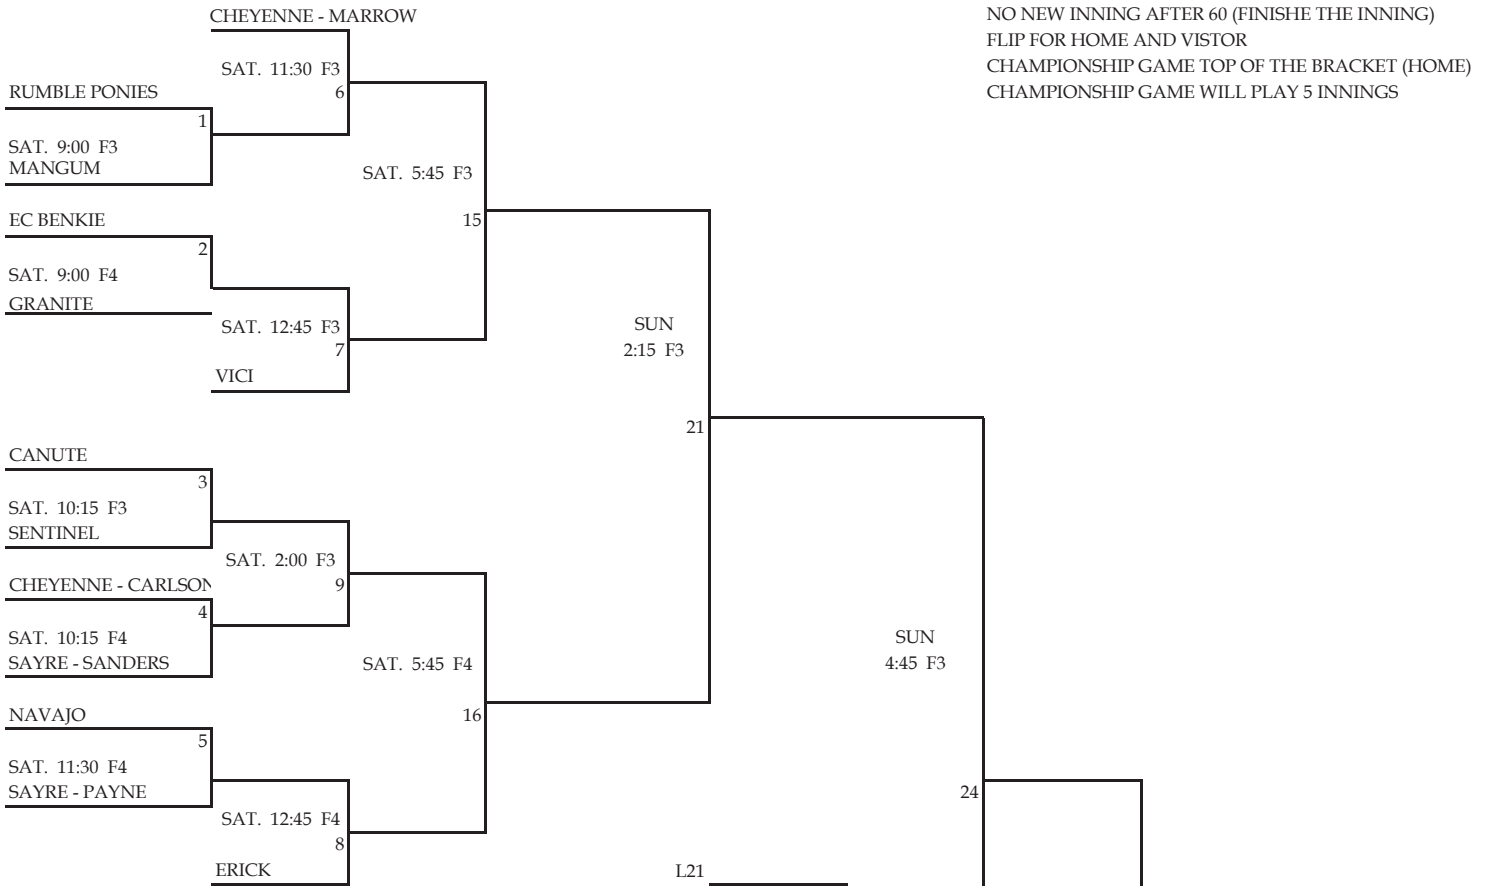 CHEYENNE - MARROW
NO NEW INNING AFTER 60 (FINISHE THE INNING)
FLIP FOR HOME AND VISTOR
CHAMPIONSHIP GAME TOP OF THE BRACKET (HOME)
CHAMPIONSHIP GAME WILL PLAY 5 INNINGS
SAT. 11:30 F3
6
RUMBLE PONIES
1
SAT. 9:00 F3
MANGUM
SAT. 5:45 F3
15
EC BENKIE
2
SAT. 9:00 F4
GRANITE
SAT. 12:45 F3
7
VICI
SUN
2:15 F3
21
CANUTE
3
SAT. 10:15 F3
SENTINEL
SAT. 2:00 F3
9
CHEYENNE - CARLSON
4
SAT. 10:15 F4
SAYRE - SANDERS
SAT. 5:45 F4
16
SUN
4:45 F3
24
NAVAJO
5
SAT. 11:30 F4
SAYRE - PAYNE
SAT. 12:45 F4
8
ERICK
L21